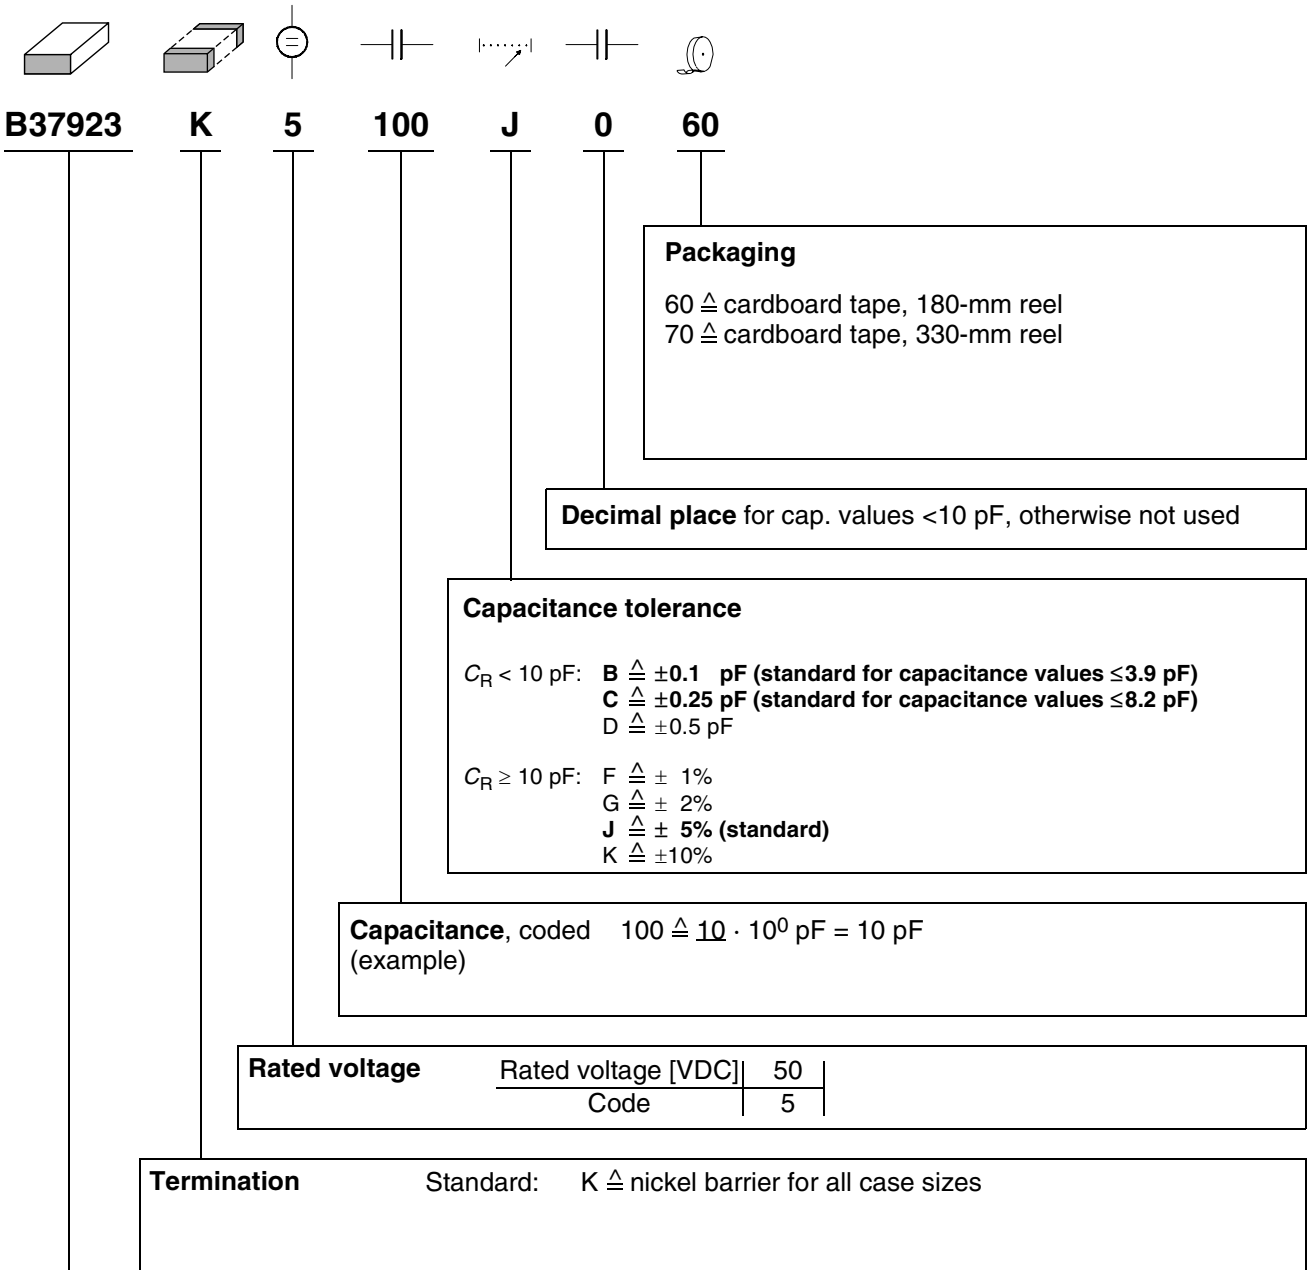 B37923 K 5 100 J 0 60
Packaging
60 ≙ cardboard tape, 180-mm reel
70 ≙ cardboard tape, 330-mm reel
Decimal place for cap. values <10 pF, otherwise not used
Capacitance tolerance
C_R < 10 pF: B ≙ ±0.1 pF (standard for capacitance values ≤3.9 pF)
C ≙ ±0.25 pF (standard for capacitance values ≤8.2 pF)
D ≙ ±0.5 pF
C_R ≥ 10 pF: F ≙ ± 1%
G ≙ ± 2%
J ≙ ± 5% (standard)
K ≙ ±10%
Capacitance, coded 100 ≙ 10 · 10⁰ pF = 10 pF
(example)
Rated voltage Rated voltage [VDC] 50
Code 5
Termination Standard: K ≙ nickel barrier for all case sizes